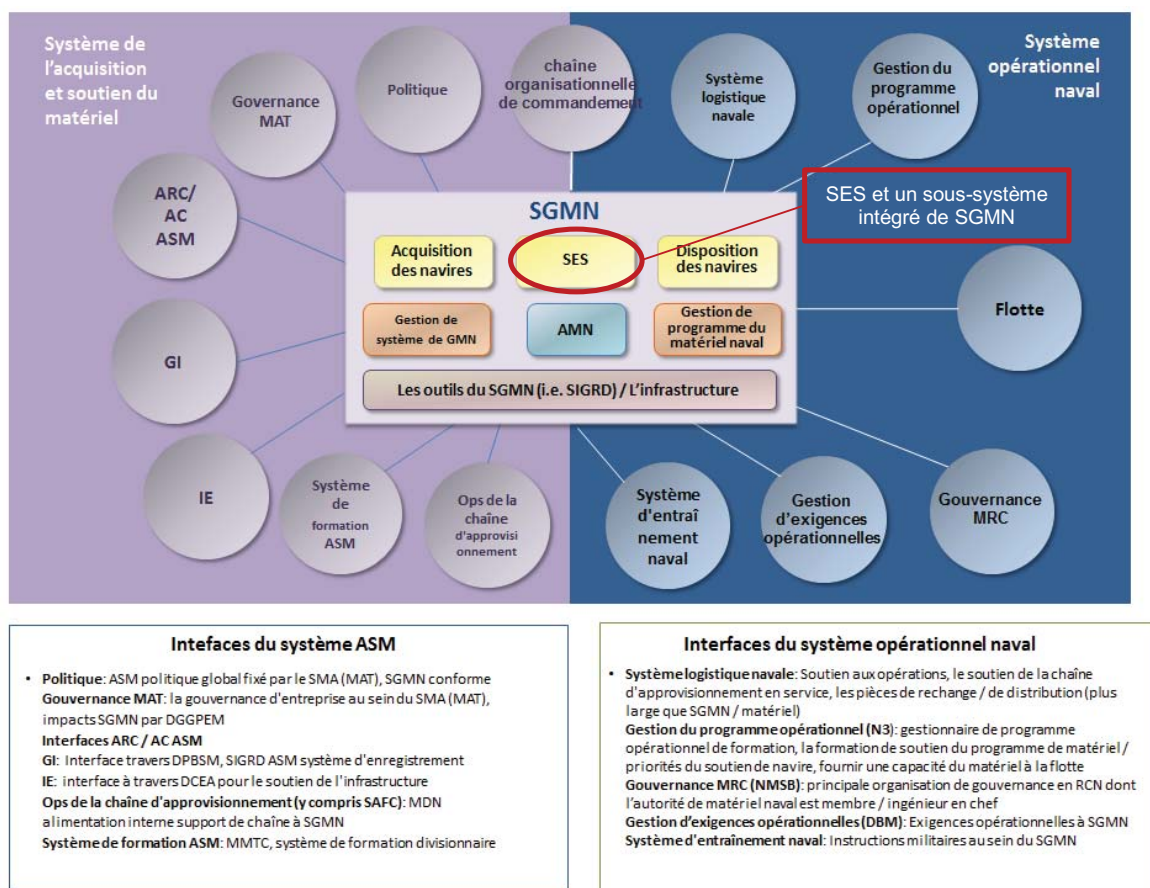 Système de
l'acquisition
et soutien du
matériel
Governance
MAT
Politique
chaîne
organisationnelle
de commandement
Système
logistique
navale
Gestion du
programme
opérationnel
Système
opérationnel
naval
ARC/
AC
ASM
SGMN
SES et un sous-système
intégré de SGMN
Acquisition
des navires
SES
Disposition
des navires
Flotte
Gestion de
système de GMN
AMN
Gestion de
programme du
matériel naval
GI
Les outils du SGMN (i.e. SIGRD) / L'infrastructure
IE
Système
de
formation
ASM
Ops de la
chaîne
d'approvisi
onnement
Système
d'entraî
nement
naval
Gestion
d'exigences
opérationnelles
Gouvernance
MRC
Intefaces du système ASM
• Politique: ASM politique global fixé par le SMA (MAT), SGMN conforme
Gouvernance MAT: la gouvernance d'entreprise au sein du SMA (MAT),
impacts SGMN par DGGPEM
Interfaces ARC / AC ASM
GI: Interface travers DPBSM, SIGRD ASM système d'enregistrement
IE: interface à travers DCEA pour le soutien de l'infrastructure
Ops de la chaîne d'approvisionnement (y compris SAFC): MDN
alimentation interne support de chaîne à SGMN
Système de formation ASM: MMTC, système de formation divisionnaire
Interfaces du système opérationnel naval
• Système logistique navale: Soutien aux opérations, le soutien de la chaîne
d'approvisionnement en service, les pièces de rechange / de distribution (plus
large que SGMN / matériel)
Gestion du programme opérationnel (N3): gestionnaire de programme
opérationnel de formation, la formation de soutien du programme de matériel /
priorités du soutien de navire, fournir une capacité du matériel à la flotte
Gouvernance MRC (NMSB): principale organisation de gouvernance en RCN dont
l'autorité de matériel naval est membre / ingénieur en chef
Gestion d'exigences opérationnelles (DBM): Exigences opérationnelles à SGMN
Système d'entraînement naval: Instructions militaires au sein du SGMN